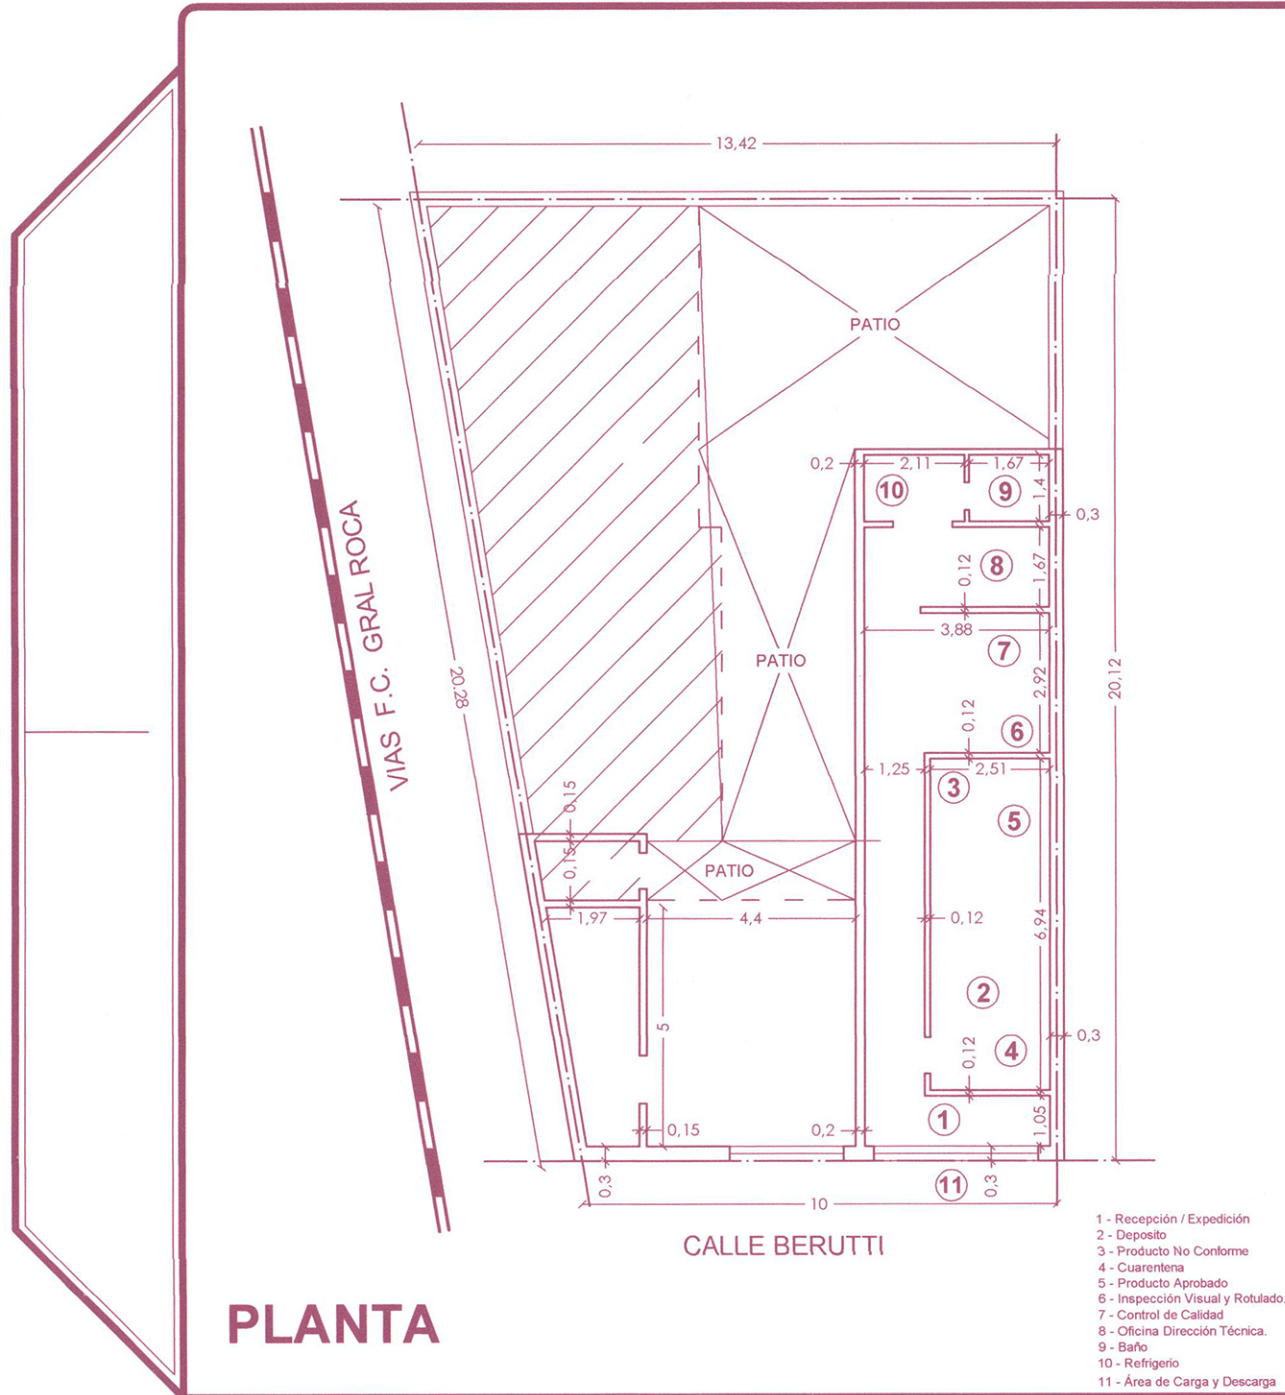 13,42
PATIO
0,2
2,11
1,67
10
9
1,4
0,3
VIAS F.C. GRAL ROCA
0,12
8
1,67
3,88
7
20.28
PATIO
2,92
20,12
0,12
6
1,25
2,51
3
0,15
5
0,15
PATIO
1,97
4,4
0,12
6,94
2
5
0,12
4
0,3
0,15
0,2
1
1,05
0,3
11
0,3
10
CALLE BERUTTI
PLANTA
1 - Recepción / Expedición
2 - Deposito
3 - Producto No Conforme
4 - Cuarentena
5 - Producto Aprobado
6 - Inspección Visual y Rotulado.
7 - Control de Calidad
8 - Oficina Dirección Técnica.
9 - Baño
10 - Refrigerio
11 - Área de Carga y Descarga